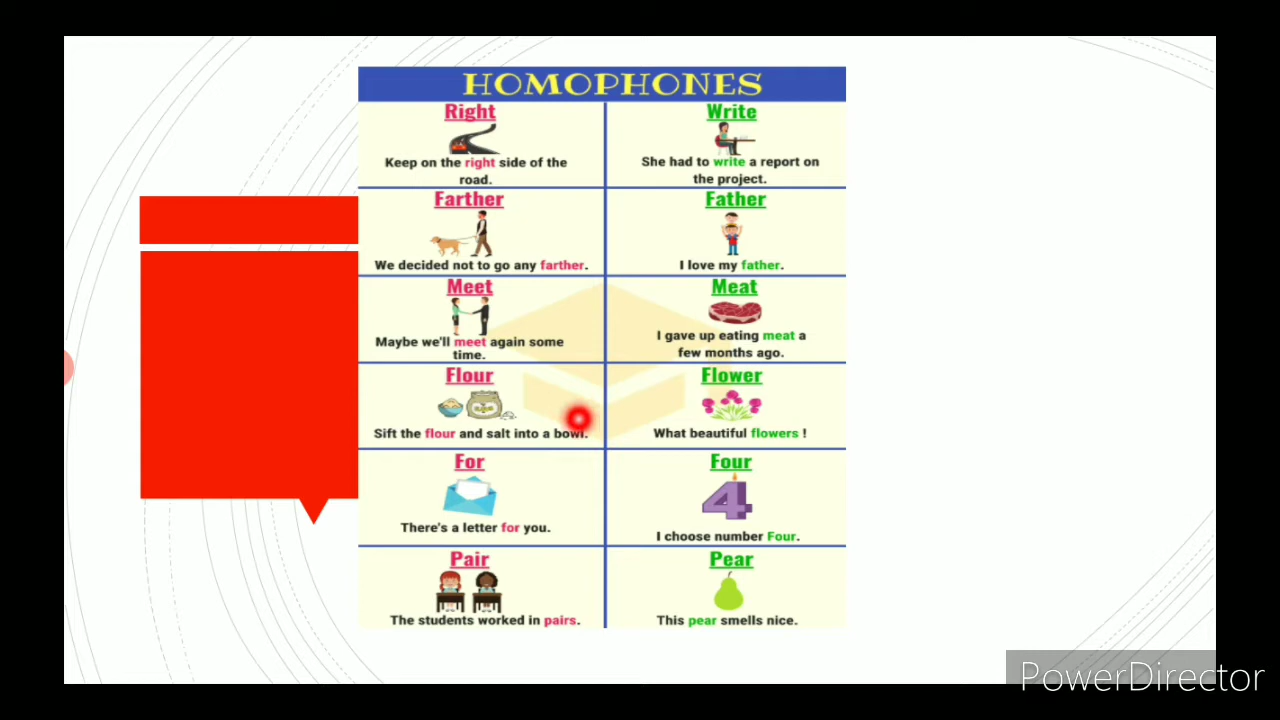 HOMOPHONES
Right
Keep on the right side of the
road.
Write
She had to write a report on
the project.
Farther
We decided not to go any farther.
Father
I love my father.
Meet
Maybe we'll meet again some
time.
Meat
I gave up eating meat a
few months ago.
Flour
Sift the flour and salt into a bowl.
Flower
What beautiful flowers !
For
There's a letter for you.
Four
4
I choose number Four.
Pair
The students worked in pairs.
Pear
This pear smells nice.
PowerDirector